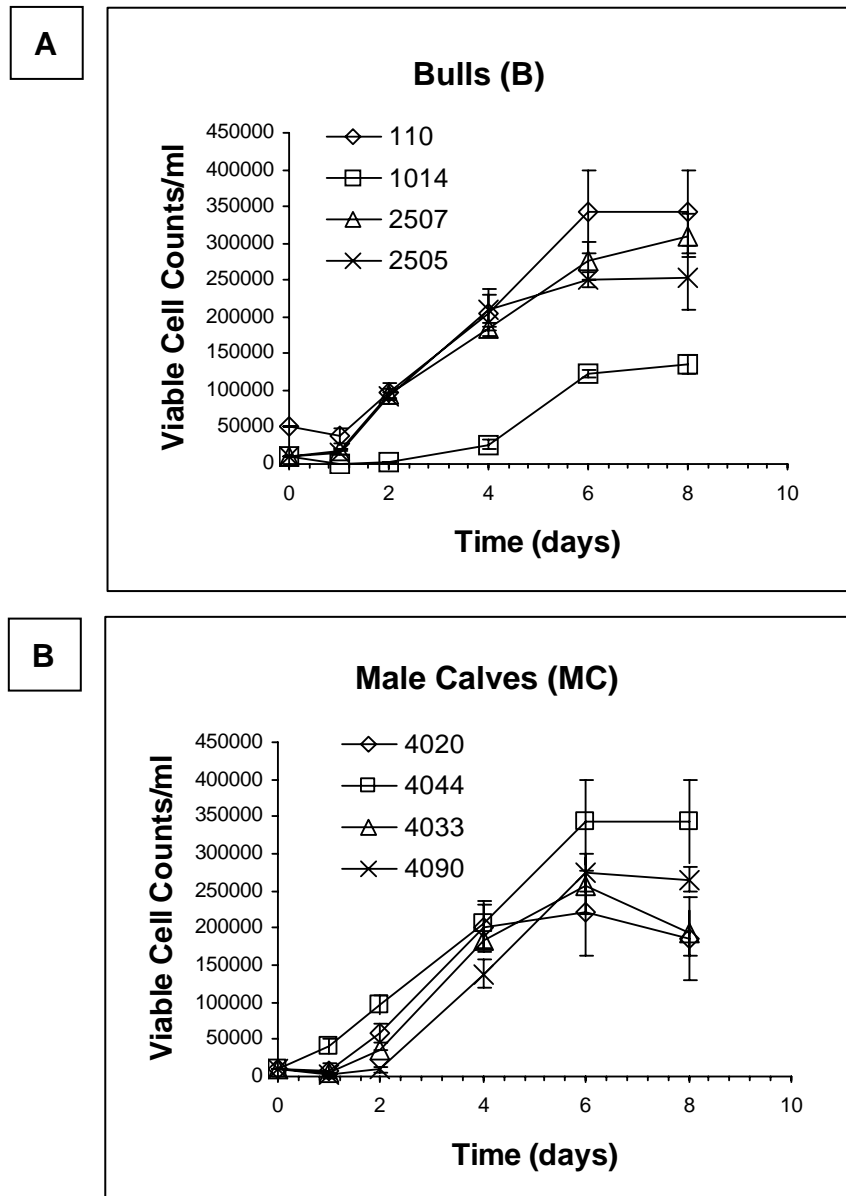 A
Bulls (B)
Viable Cell Counts/ml
450000
400000
350000
300000
250000
200000
150000
100000
50000
0
110
1014
2507
2505
0 2 4 6 8 10
Time (days)
B
Male Calves (MC)
Viable Cell Counts/ml
450000
400000
350000
300000
250000
200000
150000
100000
50000
0
4020
4044
4033
4090
0 2 4 6 8 10
Time (days)